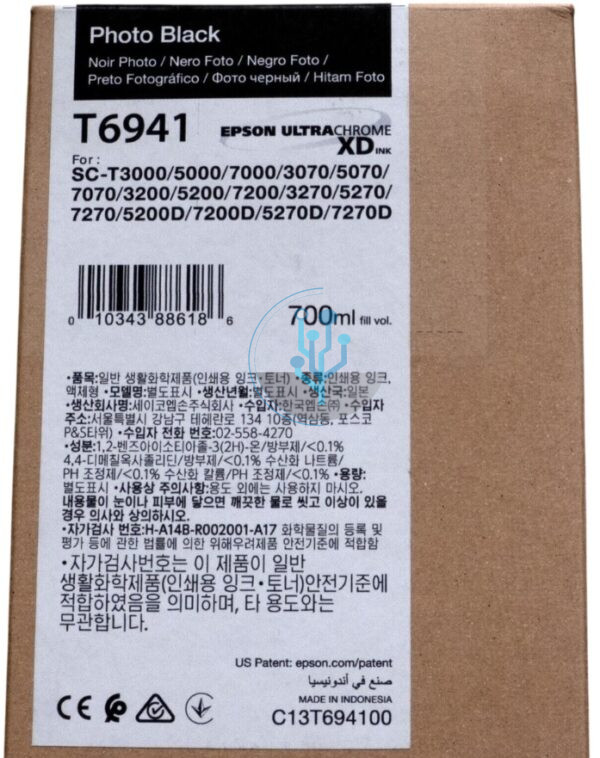 Photo Black
Noir Photo / Nero Foto / Negro Foto /
Preto Fotográfico / Фото черный / Hitam Foto
T6941
EPSON ULTRACHROME
XD INK
For :
SC-T3000/5000/7000/3070/5070/
7070/3200/5200/7200/3270/5270/
7270/5200D/7200D/5270D/7270D
0 10343 88618 6
700ml fill vol.
•품목:일반 생활화학제품(인쇄용 잉크•토너) •종류:인쇄용 잉크,
액체형 •모델명:별도표시 •생산년월:별도표시 •생산국:일본
•생산회사명:세이코엡손주식회사 •수입자:한국엡손(주) •수입자
주소:서울특별시 강남구 테헤란로 134 10층(역삼동, 포스코
P&S타워) •수입자 전화 번호:02-558-4270
•성분:1,2-벤즈아이소티아졸-3(2H)-온/방부제/<0.1%
4,4-디메칠옥사졸리딘/방부제/<0.1% 수산화 나트륨/
PH 조정제/<0.1% 수산화 칼륨/PH 조정제/<0.1% •용량:
별도표시 •사용상 주의사항:용도 외에는 사용하지 마시오.
내용물이 눈이나 피부에 닿으면 깨끗한 물로 씻고 이상이 있을
경우 의사와 상의하시오.
•자가검사 번호:H-A14B-R002001-A17 화학물질의 등록 및
평가 등에 관한 법률에 의한 위해우려제품 안전기준에 적합함
•자가검사번호는 이 제품이 일반
생활화학제품(인쇄용 잉크•토너)안전기준에
적합하였음을 의미하며, 타 용도와는
무관합니다.
US Patent: epson.com/patent
صنع في أندونيسيا
MADE IN INDONESIA
C13T694100